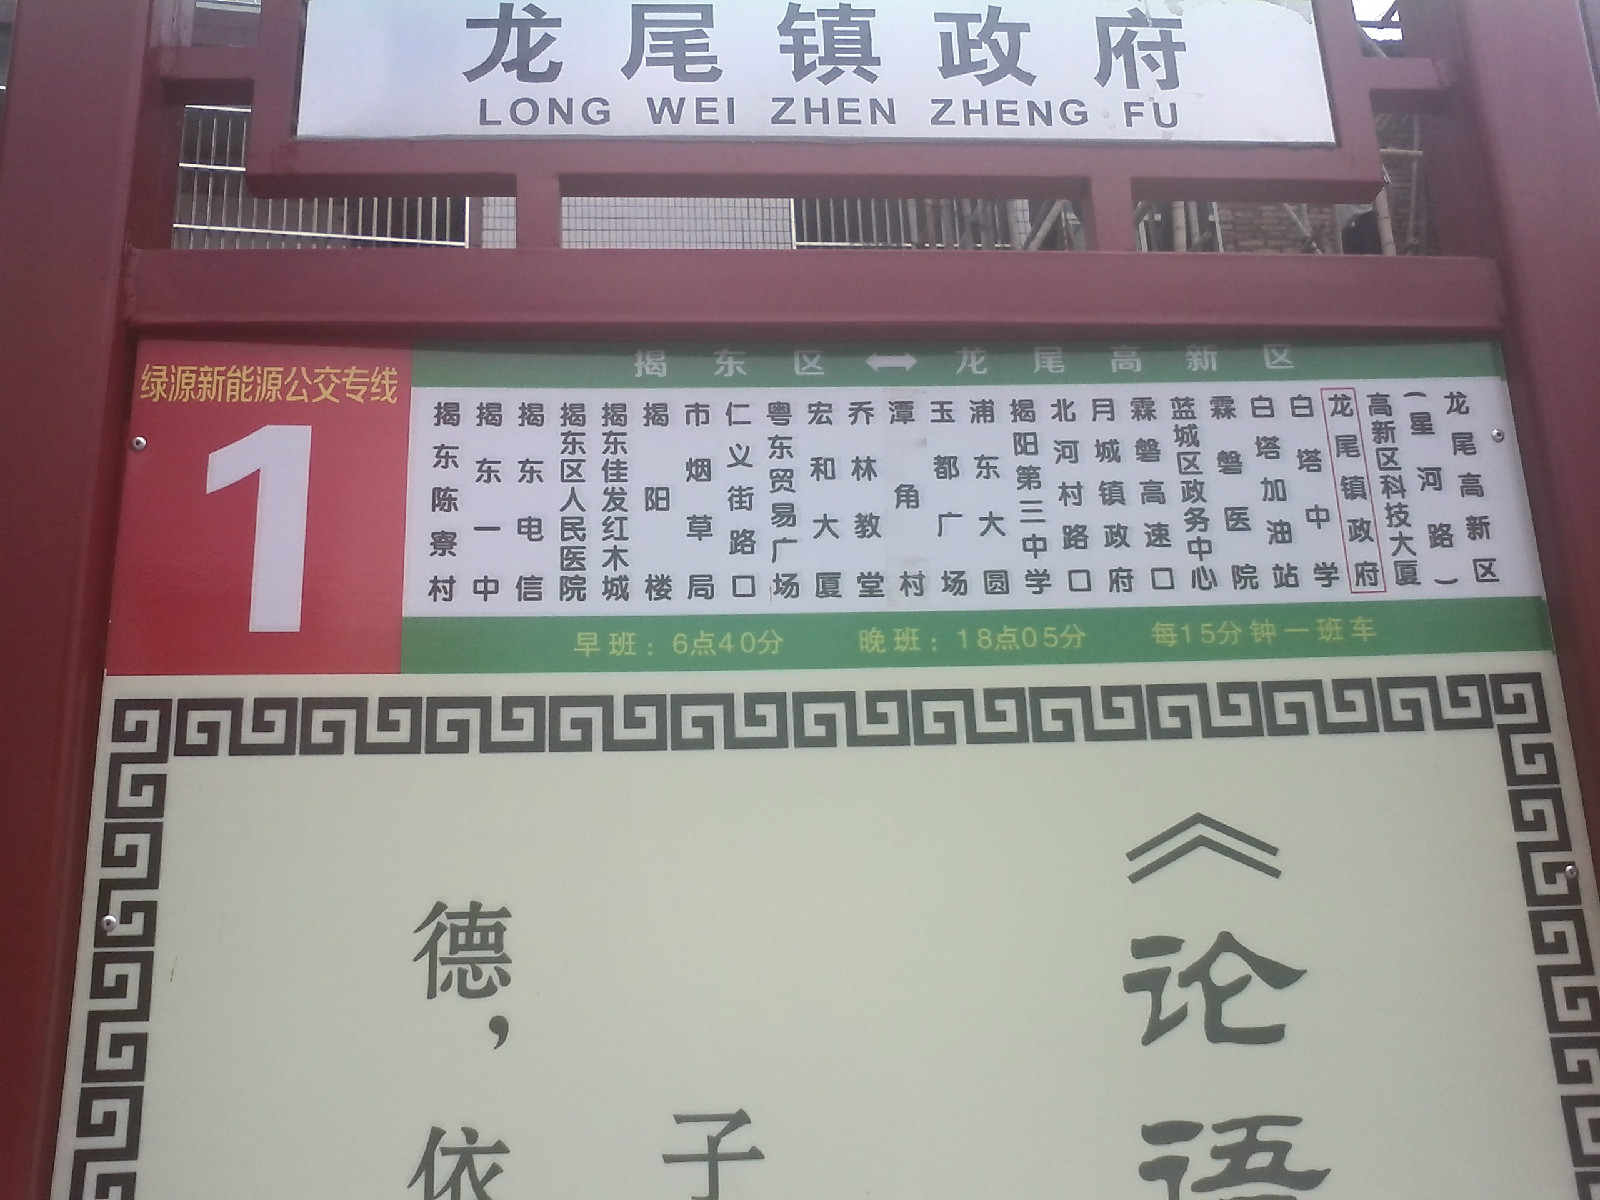 龙尾镇政府
LONG WEI ZHEN ZHENG FU
绿源新能源公交专线
1
揭东区↔龙尾高新区
揭东陈寮村
揭东一中
揭东电信
揭东区人民医院
揭东佳发红木城
揭阳楼
市烟草局
仁义街路口
粤东贸易广场
宏和大厦
乔林教堂
潭角村
玉都广场
浦东大圆
揭阳第三中学
北河村路口
月城镇政府
霖磐高速口
蓝城区政务中心
霖磐医院
白塔加油站
白塔中学
龙尾镇政府
高新区科技大厦
(星河路)
龙尾高新区
早班：6点40分 晚班：18点05分 每15分钟一班车
《论语
子
德，依